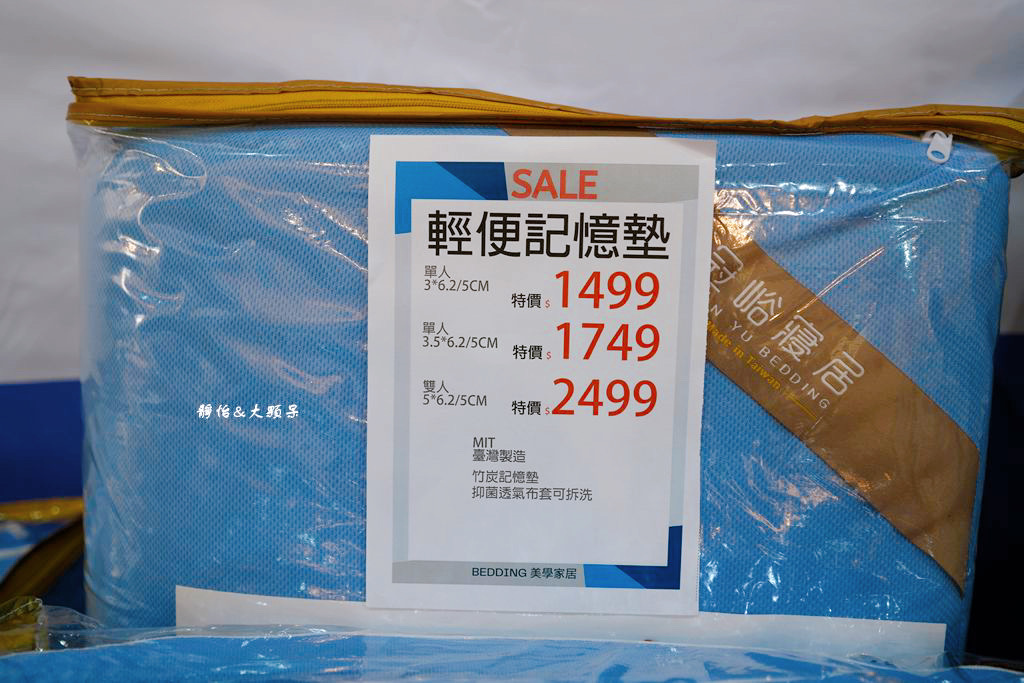 SALE
輕便記憶墊
單人
3*6.2/5CM
特價$1499
單人
3.5*6.2/5CM
特價$1749
雙人
5*6.2/5CM
特價$2499
MIT
臺灣製造
竹炭記憶墊
抑菌透氣布套可拆洗
BEDDING 美學家居
峪寢居
N YU BEDDING
Made in Taiwan
靜怡&大顆呆